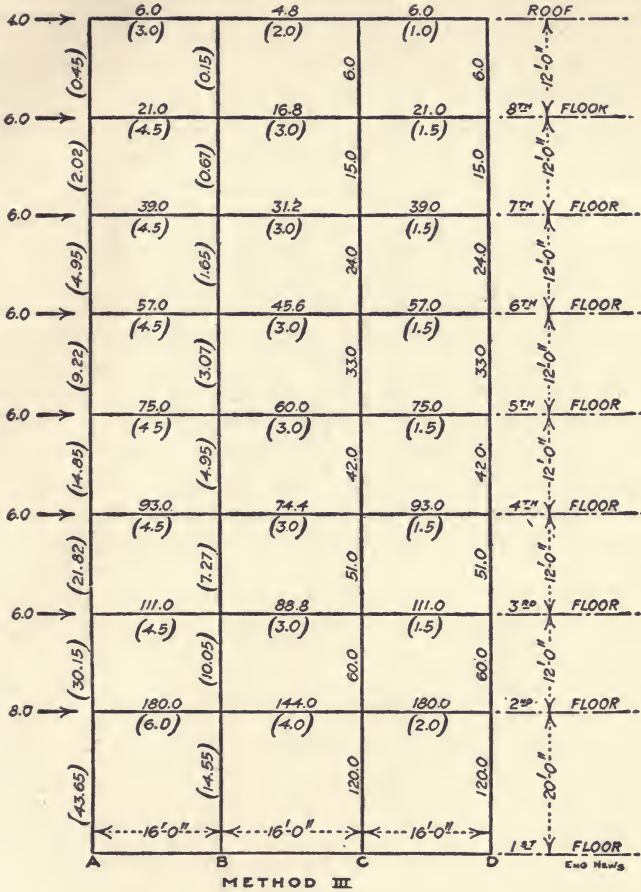 6.0 4.8 6.0 ROOF
4.0 (3.0) (2.0) (1.0)
(0.45) (0.15) 6.0 6.0 12'-0"
21.0 16.8 21.0 8TH FLOOR
6.0 (4.5) (3.0) (1.5)
(2.02) (0.67) 15.0 15.0 12'-0"
39.0 31.2 39.0 7TH FLOOR
6.0 (4.5) (3.0) (1.5)
(4.95) (1.65) 24.0 24.0 12'-0"
57.0 45.6 57.0 6TH FLOOR
6.0 (4.5) (3.0) (1.5)
(9.22) (3.07) 33.0 33.0 12'-0"
75.0 60.0 75.0 5TH FLOOR
6.0 (4.5) (3.0) (1.5)
(14.85) (4.95) 42.0 42.0 12'-0"
93.0 74.4 93.0 4TH FLOOR
6.0 (4.5) (3.0) (1.5)
(21.82) (7.27) 51.0 51.0 12'-0"
111.0 88.8 111.0 3RD FLOOR
6.0 (4.5) (3.0) (1.5)
(30.15) (10.05) 60.0 60.0 12'-0"
180.0 144.0 180.0 2ND FLOOR
8.0 (6.0) (4.0) (2.0)
(43.65) (14.55) 120.0 120.0 20'-0"
16'-0" 16'-0" 16'-0"
1ST FLOOR
A B C D ENG NEWS
METHOD III